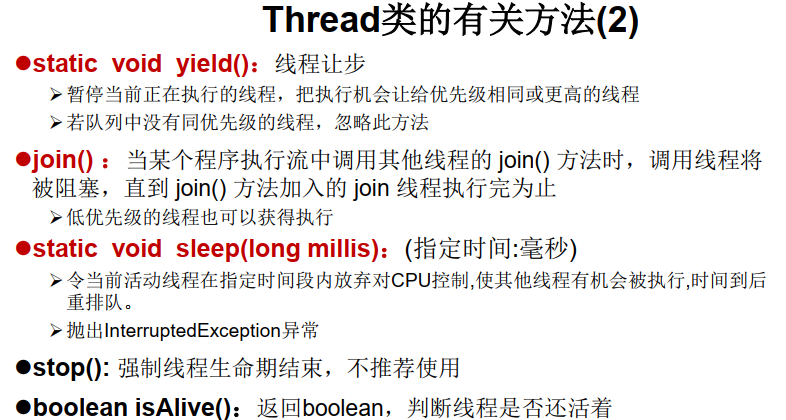 Thread类的有关方法(2)
●static void yield()：线程让步
➢暂停当前正在执行的线程，把执行机会让给优先级相同或更高的线程
➢若队列中没有同优先级的线程，忽略此方法
●join() ：当某个程序执行流中调用其他线程的 join() 方法时，调用线程将
被阻塞，直到 join() 方法加入的 join 线程执行完为止
➢低优先级的线程也可以获得执行
●static void sleep(long millis)：(指定时间:毫秒)
➢令当前活动线程在指定时间段内放弃对CPU控制,使其他线程有机会被执行,时间到后
重排队。
➢抛出InterruptedException异常
●stop(): 强制线程生命期结束，不推荐使用
●boolean isAlive()：返回boolean，判断线程是否还活着